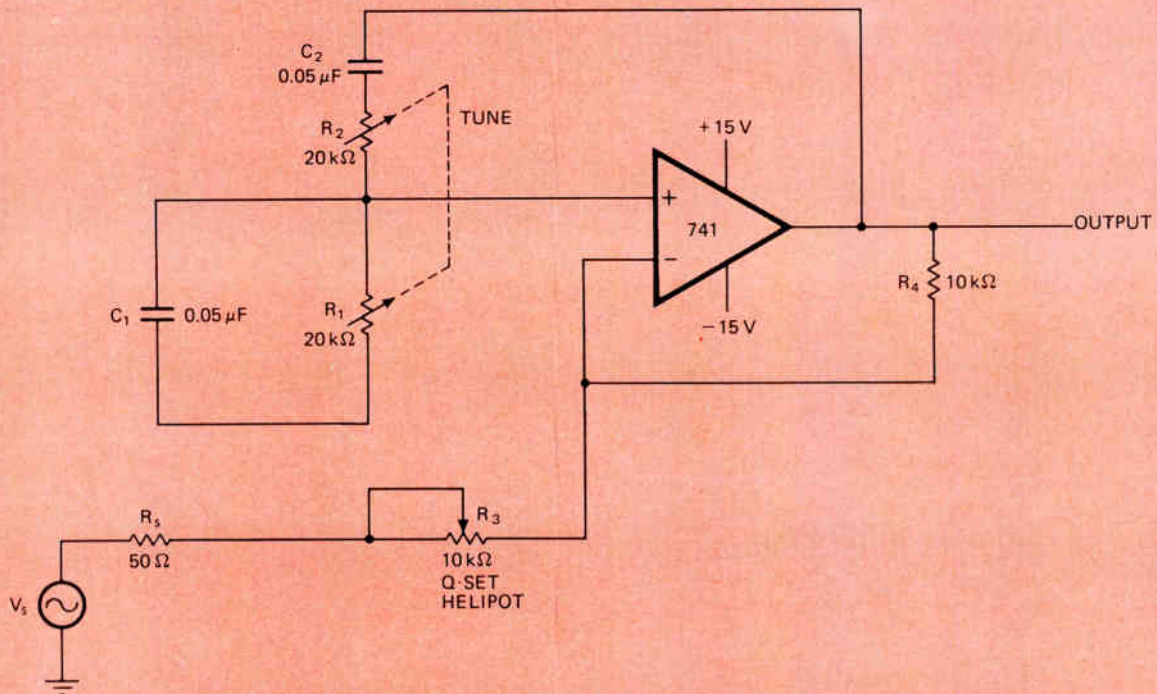 C₂
0.05 μF
R₂
20 kΩ
TUNE
+15 V
+
741
−
−15 V
OUTPUT
R₄ 10 kΩ
C₁ 0.05 μF
R₁
20 kΩ
Rₛ
50 Ω
R₃
10 kΩ
Q-SET
HELIPOT
Vₛ